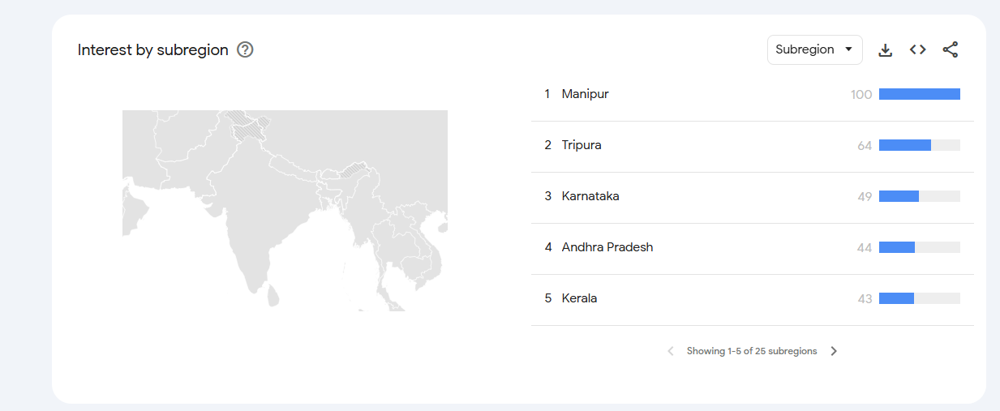 Interest by subregion
Subregion
1 Manipur 100
2 Tripura 64
3 Karnataka 49
4 Andhra Pradesh 44
5 Kerala 43
Showing 1-5 of 25 subregions